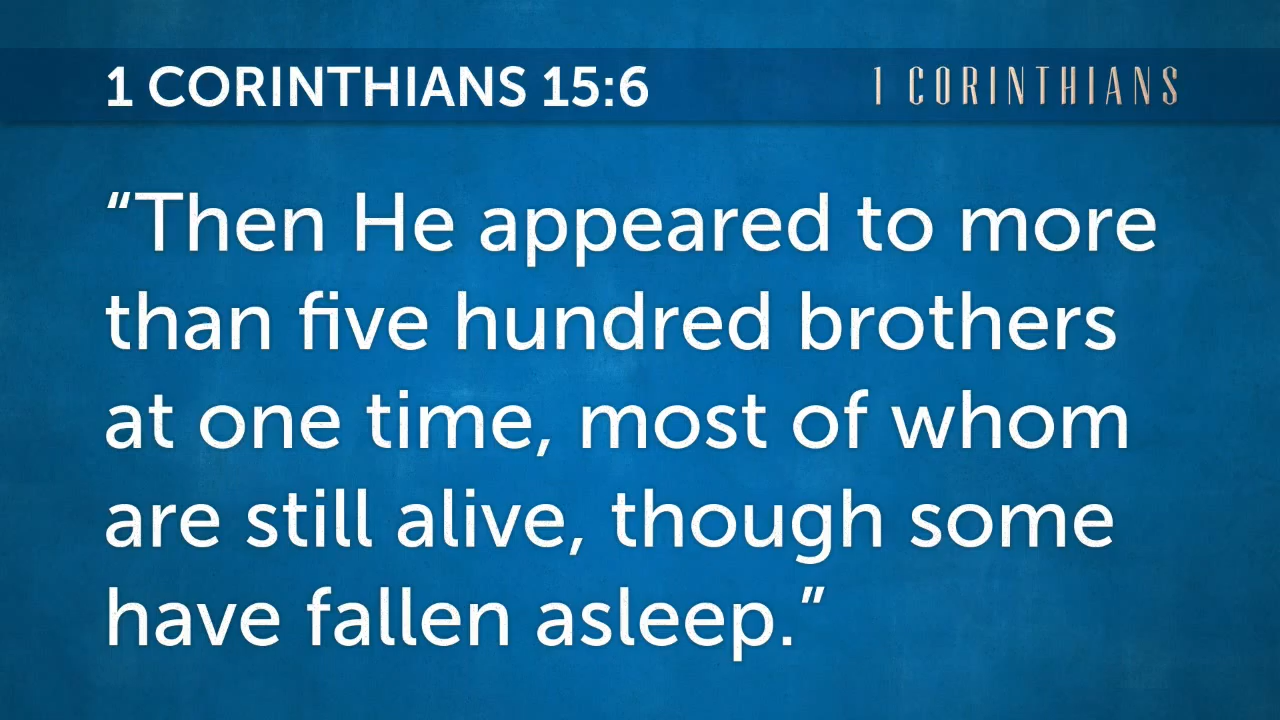 1 CORINTHIANS 15:6
1 CORINTHIANS
“Then He appeared to more
than five hundred brothers
at one time, most of whom
are still alive, though some
have fallen asleep.”